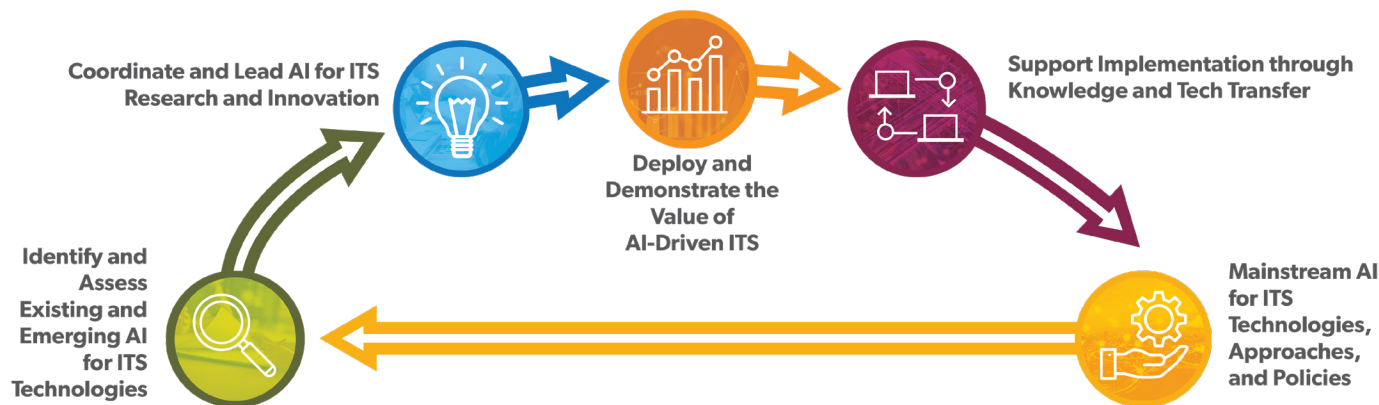 Coordinate and Lead AI for ITS
Research and Innovation
Deploy and
Demonstrate the
Value of
AI-Driven ITS
Support Implementation through
Knowledge and Tech Transfer
Identify and
Assess
Existing and
Emerging AI
for ITS
Technologies
Mainstream AI
for ITS
Technologies,
Approaches,
and Policies